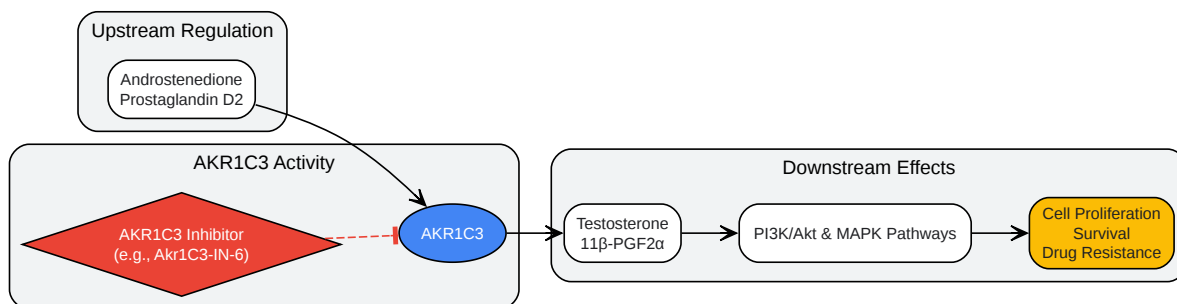 Upstream Regulation
Androstenedione
Prostaglandin D2
AKR1C3 Activity
AKR1C3 Inhibitor
(e.g., Akr1C3-IN-6)
AKR1C3
Downstream Effects
Testosterone
11β-PGF2α
PI3K/Akt & MAPK Pathways
Cell Proliferation
Survival
Drug Resistance